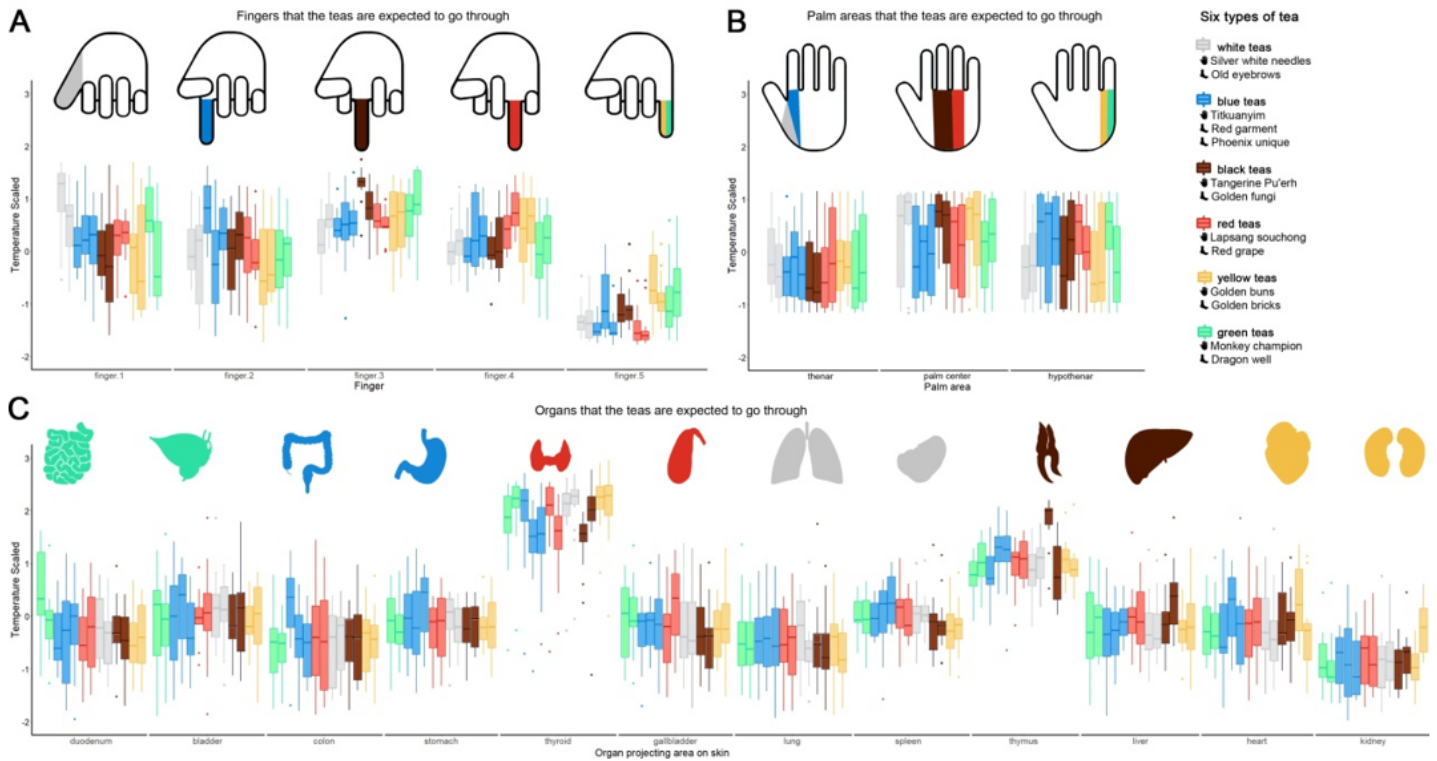 A
Fingers that the teas are expected to go through
Temperature Scaled
3
2
1
0
-1
-2
finger.1
finger.2
finger.3
finger.4
finger.5
Finger
B
Palm areas that the teas are expected to go through
Temperature Scaled
3
2
1
0
-1
-2
thenar
palm center
hypothenar
Palm area
Six types of tea
white teas
Silver white needles
Old eyebrows
blue teas
Titkuanyim
Red garment
Phoenix unique
black teas
Tangerine Pu'erh
Golden fungi
red teas
Lapsang souchong
Red grape
yellow teas
Golden buns
Golden bricks
green teas
Monkey champion
Dragon well
C
Organs that the teas are expected to go through
Temperature Scaled
3
2
1
0
-1
-2
duodenum
bladder
colon
stomach
thyroid
gallbladder
lung
spleen
thymus
liver
heart
kidney
Organ projecting area on skin